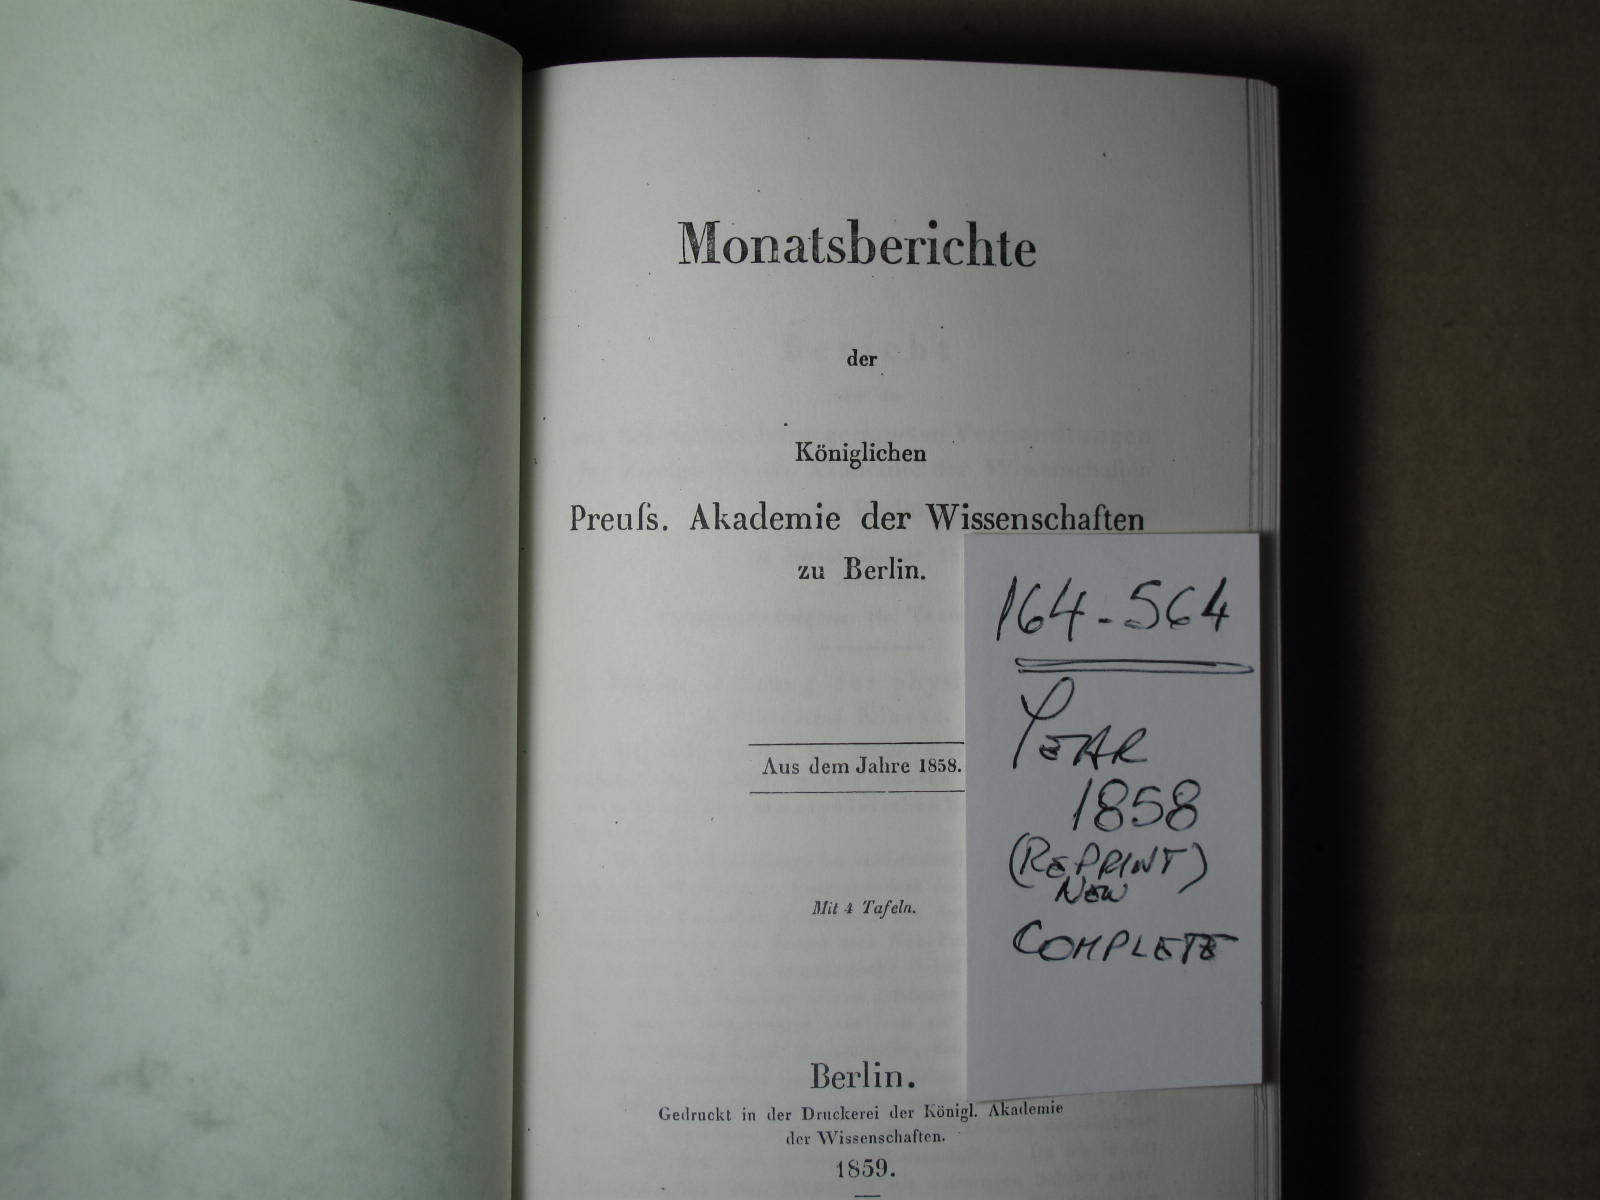 Monatsberichte
der
Königlichen
Preuſs. Akademie der Wissenschaften
zu Berlin.
Aus dem Jahre 1858.
Mit 4 Tafeln.
Berlin.
Gedruckt in der Druckerei der Königl. Akademie
der Wissenschaften.
1859.
164-564
YEAR
1858
(REPRINT)
NEW
COMPLETE